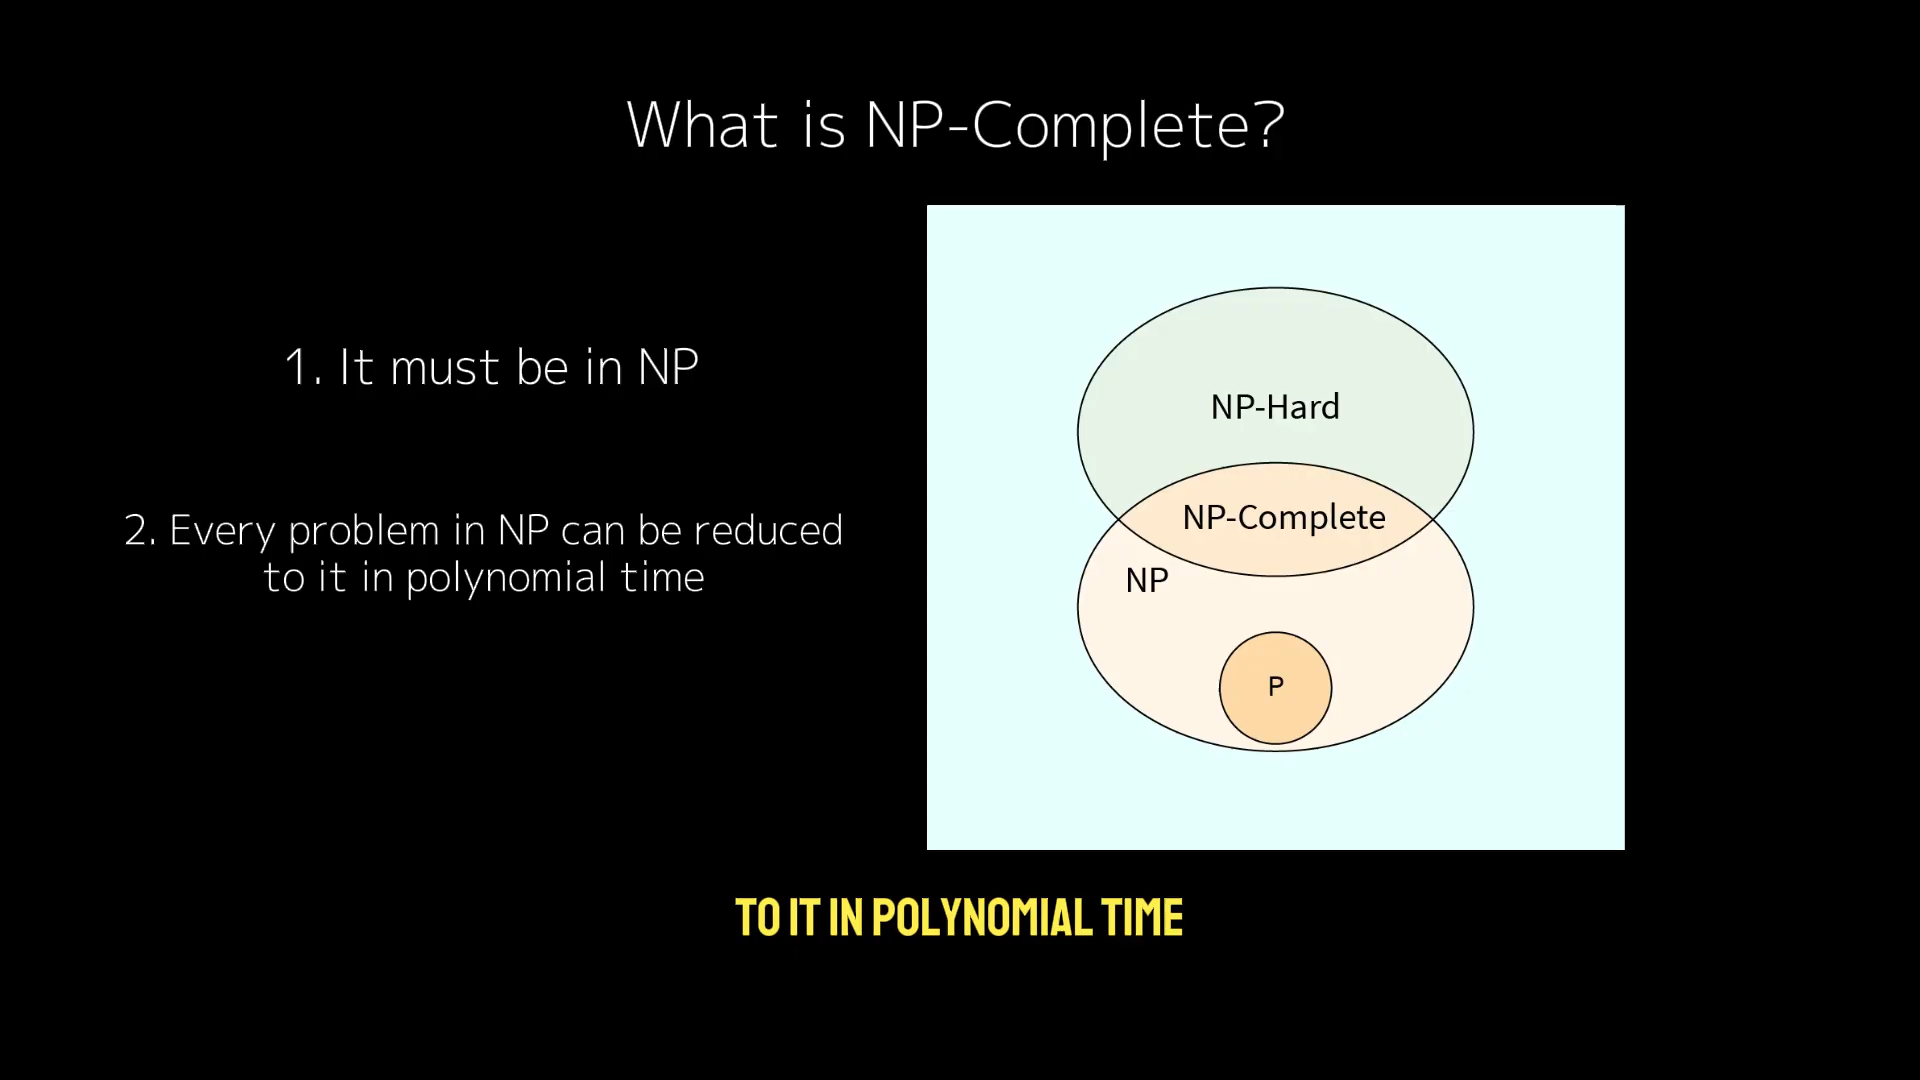 What is NP-Complete?
1. It must be in NP
2. Every problem in NP can be reduced
to it in polynomial time
NP-Hard
NP-Complete
NP
P
TO IT IN POLYNOMIAL TIME